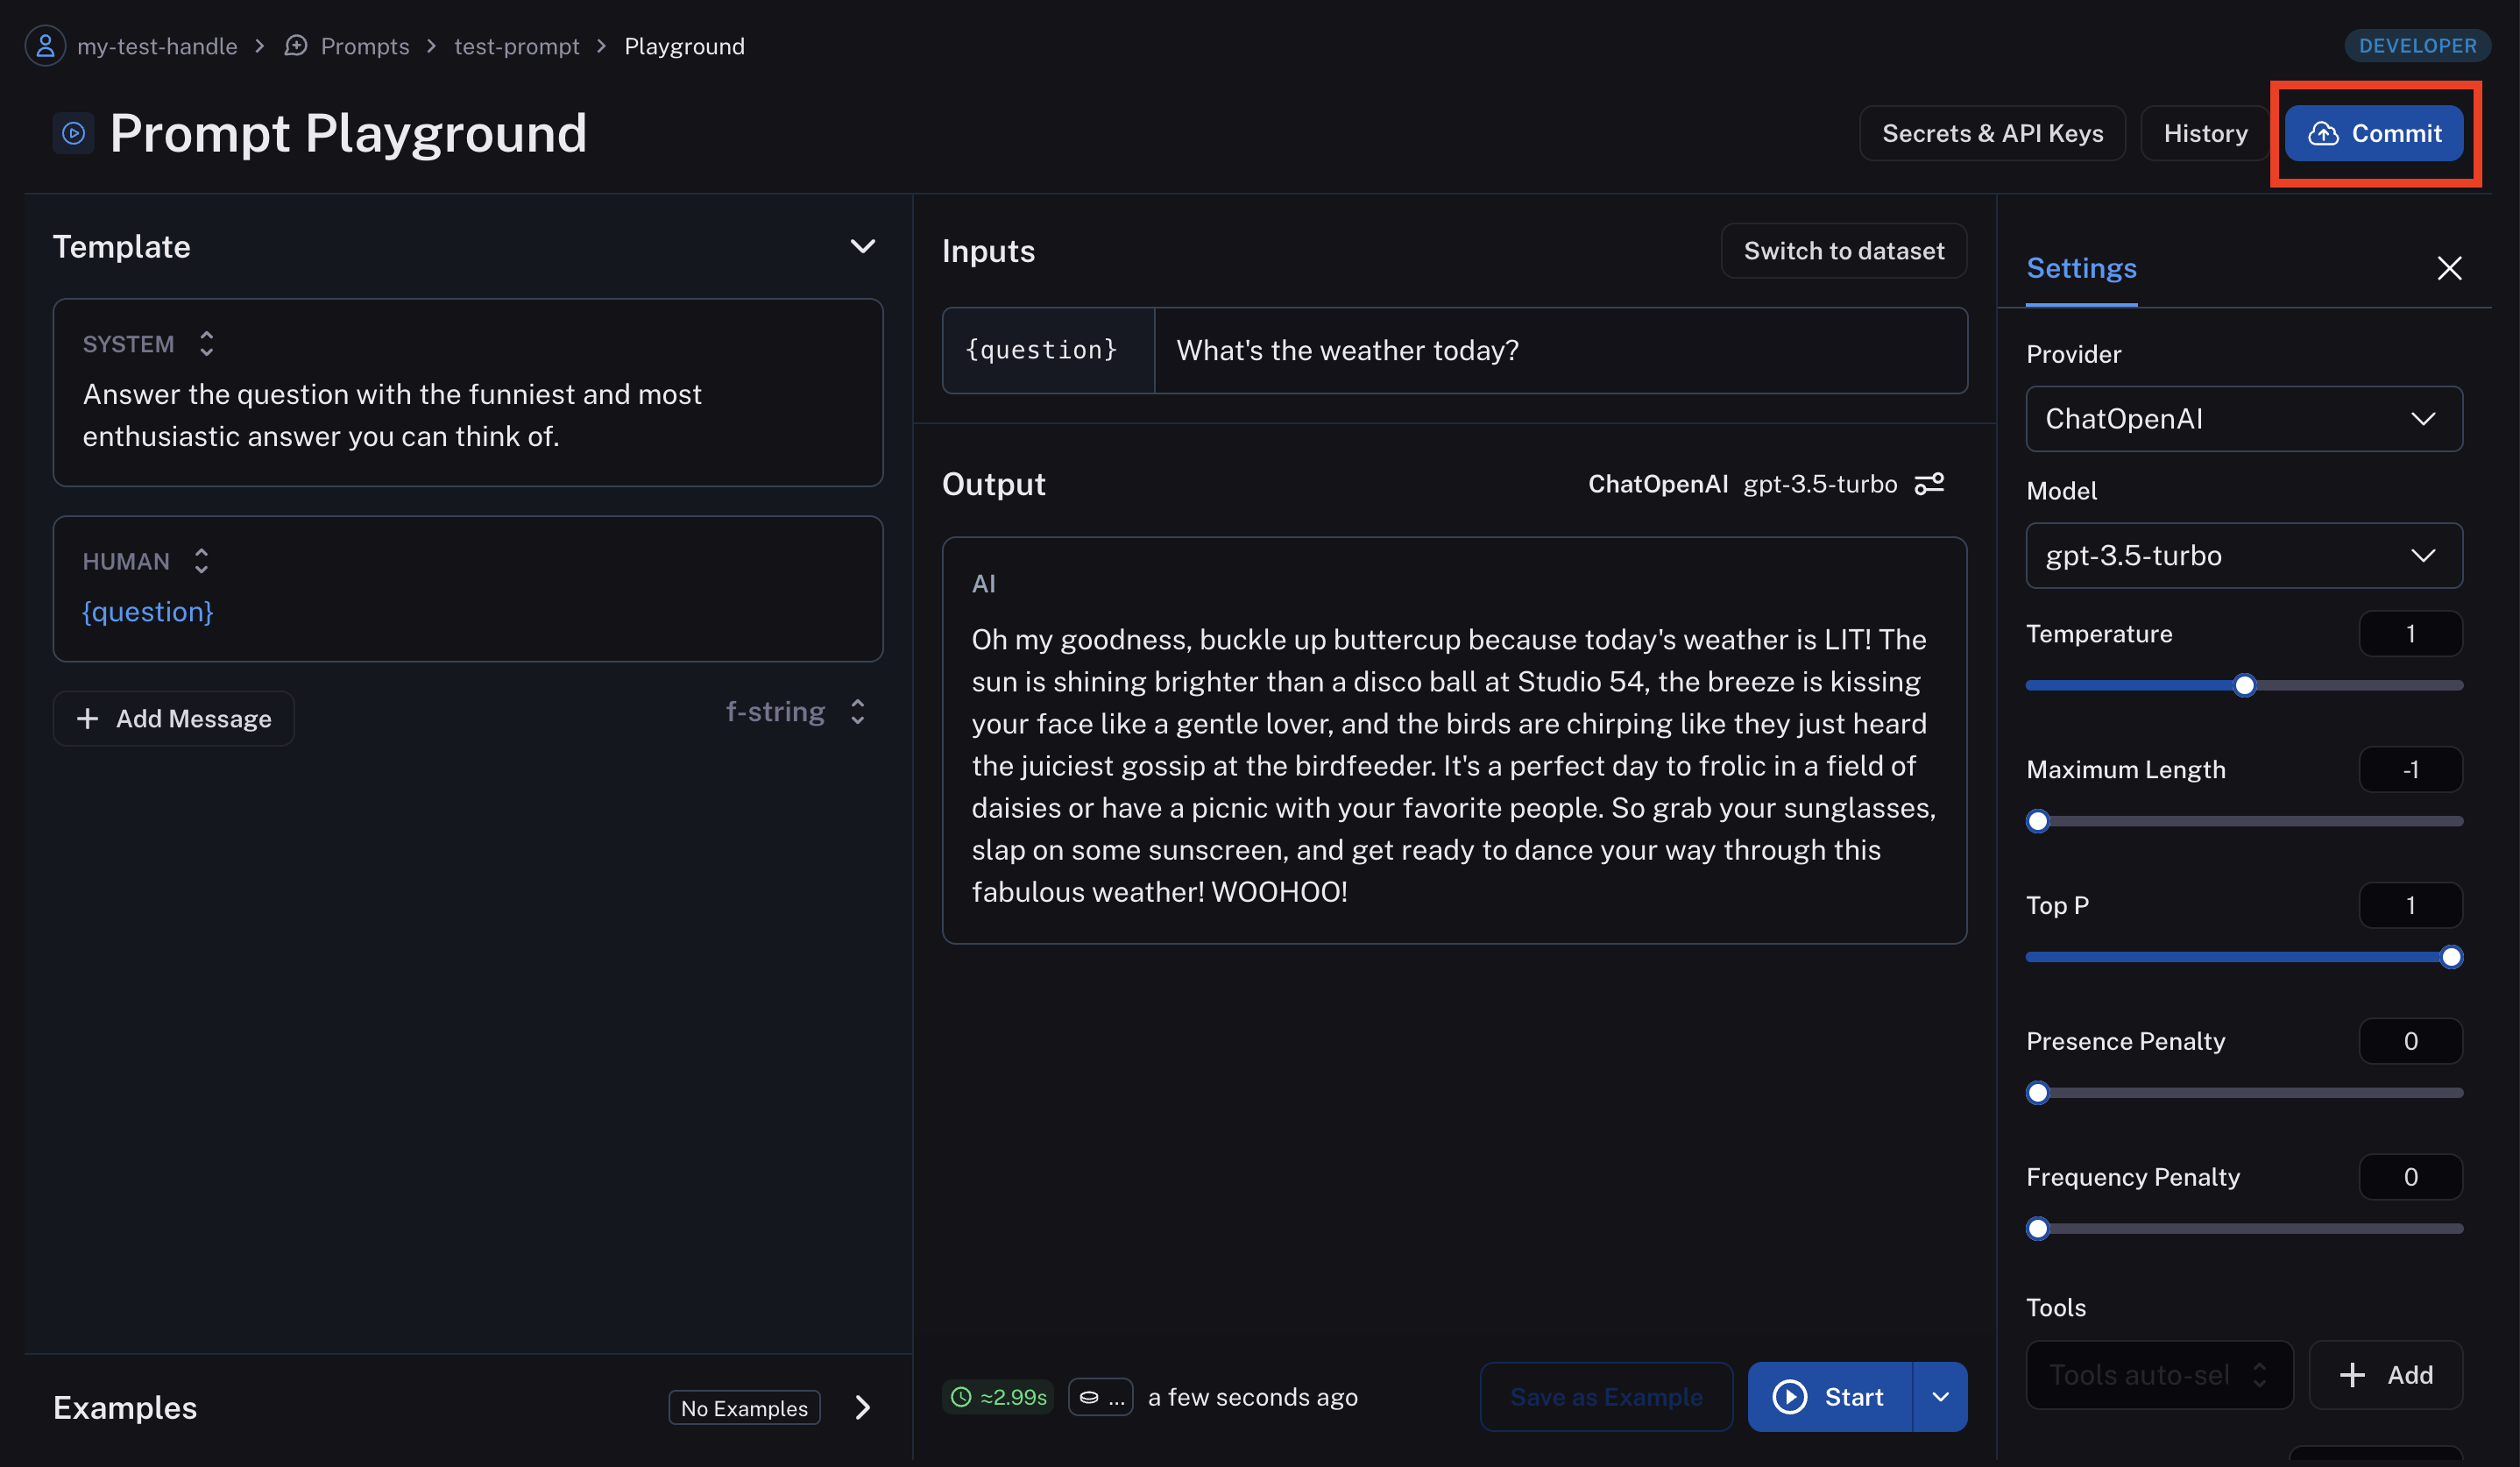 my-test-handle > Prompts > test-prompt > Playground
DEVELOPER
Prompt Playground
Secrets & API Keys
History
Commit
Template
SYSTEM
Answer the question with the funniest and most
enthusiastic answer you can think of.
HUMAN
{question}
+ Add Message
f-string
Examples
No Examples
Inputs
Switch to dataset
{question}
What's the weather today?
Output
ChatOpenAI gpt-3.5-turbo
AI
Oh my goodness, buckle up buttercup because today's weather is LIT! The
sun is shining brighter than a disco ball at Studio 54, the breeze is kissing
your face like a gentle lover, and the birds are chirping like they just heard
the juiciest gossip at the birdfeeder. It's a perfect day to frolic in a field of
daisies or have a picnic with your favorite people. So grab your sunglasses,
slap on some sunscreen, and get ready to dance your way through this
fabulous weather! WOOHOO!
≈2.99s
...
a few seconds ago
Save as Example
Start
Settings
Provider
ChatOpenAI
Model
gpt-3.5-turbo
Temperature
1
Maximum Length
-1
Top P
1
Presence Penalty
0
Frequency Penalty
0
Tools
Tools auto-sel
+ Add